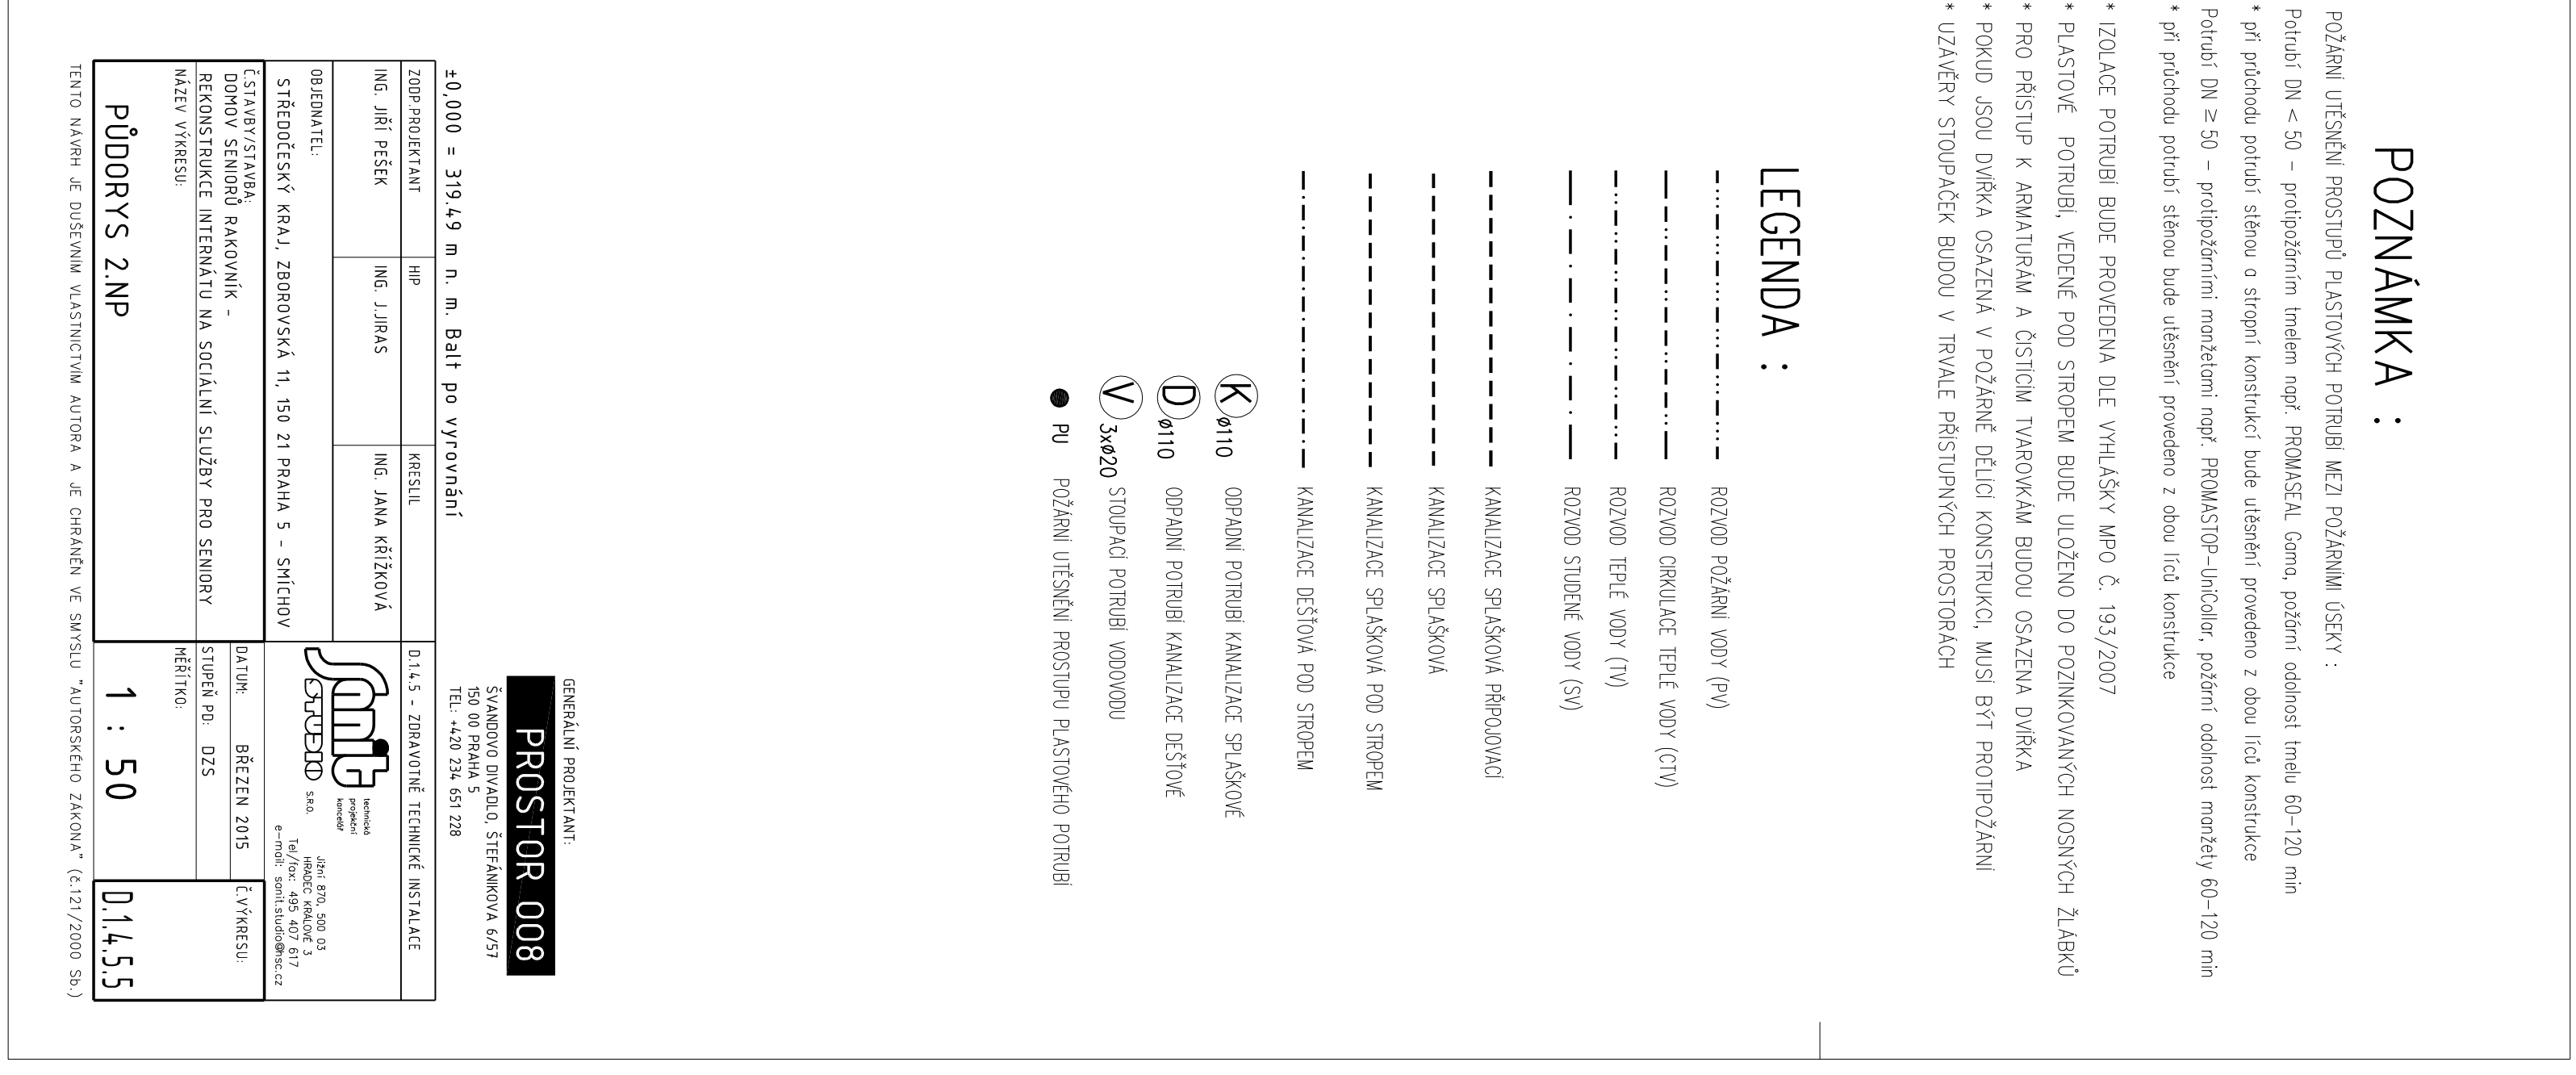 POZNÁMKA :
POŽÁRNÍ UTĚSNĚNÍ PROSTUPŮ PLASTOVÝCH POTRUBÍ MEZI POŽÁRNIMI ÚSEKY :
Potrubí DN < 50 - protipožárním tmelem např. PROMASEAL Gama, požární odolnost tmelu 60-120 min
* při průchodu potrubí stěnou a stropní konstrukcí bude utěsnění provedeno z obou líců konstrukce
Potrubí DN ≥ 50 - protipožárními manžetami např. PROMASTOP-UniCollar, požární odolnost manžety 60-120 min
* při průchodu potrubí stěnou bude utěsnění provedeno z obou líců konstrukce
* IZOLACE POTRUBÍ BUDE PROVEDENA DLE VYHLÁŠKY MPO Č. 193/2007
* PLASTOVÉ POTRUBÍ, VEDENÉ POD STROPEM BUDE ULOŽENO DO POZINKOVANÝCH NOSNÝCH ŽLÁBKŮ
* PRO PŘÍSTUP K ARMATURÁM A ČISTÍCÍM TVAROVKÁM BUDOU OSAZENA DVÍŘKA
* POKUD JSOU DVÍŘKA OSAZENÁ V POŽÁRNĚ DĚLÍCÍ KONSTRUKCI, MUSÍ BÝT PROTIPOŽÁRNÍ
* UZÁVĚRY STOUPAČEK BUDOU V TRVALE PŘÍSTUPNÝCH PROSTORÁCH
LEGENDA :
ROZVOD POŽÁRNÍ VODY (PV)
ROZVOD CIRKULACE TEPLÉ VODY (CTV)
ROZVOD TEPLÉ VODY (TV)
ROZVOD STUDENÉ VODY (SV)
KANALIZACE SPLAŠKOVÁ PŘIPOJOVACÍ
KANALIZACE SPLAŠKOVÁ
KANALIZACE SPLAŠKOVÁ POD STROPEM
KANALIZACE DEŠŤOVÁ POD STROPEM
K ø110 ODPADNÍ POTRUBÍ KANALIZACE SPLAŠKOVÉ
D ø110 ODPADNÍ POTRUBÍ KANALIZACE DEŠŤOVÉ
V 3xø20 STOUPACÍ POTRUBÍ VODOVODU
PU POŽÁRNÍ UTĚSNĚNÍ PROSTUPU PLASTOVÉHO POTRUBÍ
GENERÁLNÍ PROJEKTANT:
PROSTOR 008
ŠVANDOVO DIVADLO, ŠTEFÁNIKOVA 6/57
150 00 PRAHA 5
TEL: +420 234 651 228
±0,000 = 319.49 m n. m. Balt po vyrovnání
ZODP.PROJEKTANT HIP KRESLIL D.1.4.5 - ZDRAVOTNĚ TECHNICKÉ INSTALACE
ING. JIŘÍ PEŠEK ING. J.JIRAS ING. JANA KŘÍŽKOVÁ
Sanit STUDIO S.R.O.
technická
projekční
kancelář
Jižní 870, 500 03
HRADEC KRÁLOVÉ 3
Tel/fax: 495 407 617
e-mail: sanit.studio@hsc.cz
OBJEDNATEL:
STŘEDOČESKÝ KRAJ, ZBOROVSKÁ 11, 150 21 PRAHA 5 - SMÍCHOV
Č.STAVBY/STAVBA:
DOMOV SENIORŮ RAKOVNÍK -
REKONSTRUKCE INTERNÁTU NA SOCIÁLNÍ SLUŽBY PRO SENIORY
DATUM: BŘEZEN 2015
STUPEŇ PD: DZS
Č.VÝKRESU:
NÁZEV VÝKRESU: MĚŘÍTKO:
PŮDORYS 2.NP 1 : 50 D.1.4.5.5
TENTO NÁVRH JE DUŠEVNÍM VLASTNICTVÍM AUTORA A JE CHRÁNĚN VE SMYSLU "AUTORSKÉHO ZÁKONA" (č.121/2000 Sb.)